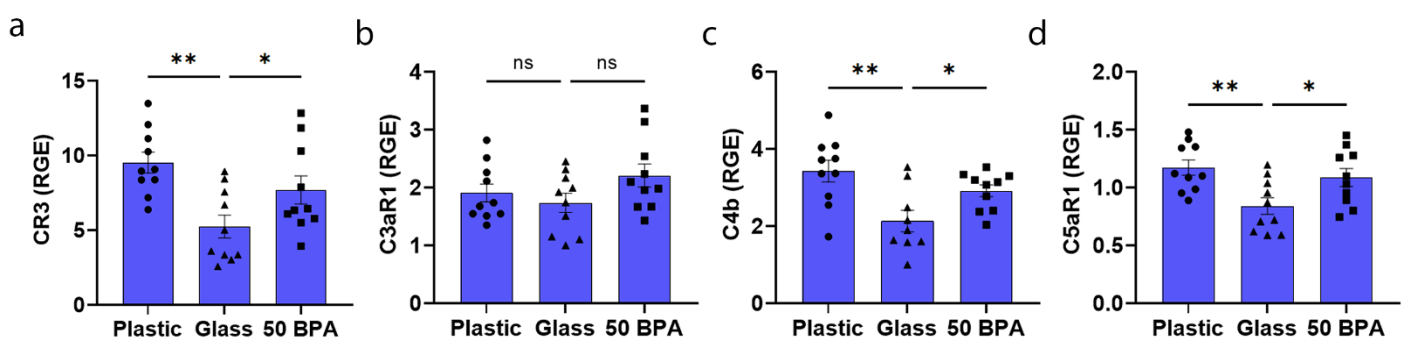 a
b
c
d
** *
ns ns
** *
** *
CR3 (RGE)
15
10
5
0
Plastic Glass 50 BPA
C3aR1 (RGE)
4
3
2
1
0
Plastic Glass 50 BPA
C4b (RGE)
6
4
2
0
Plastic Glass 50 BPA
C5aR1 (RGE)
2.0
1.5
1.0
0.5
0.0
Plastic Glass 50 BPA